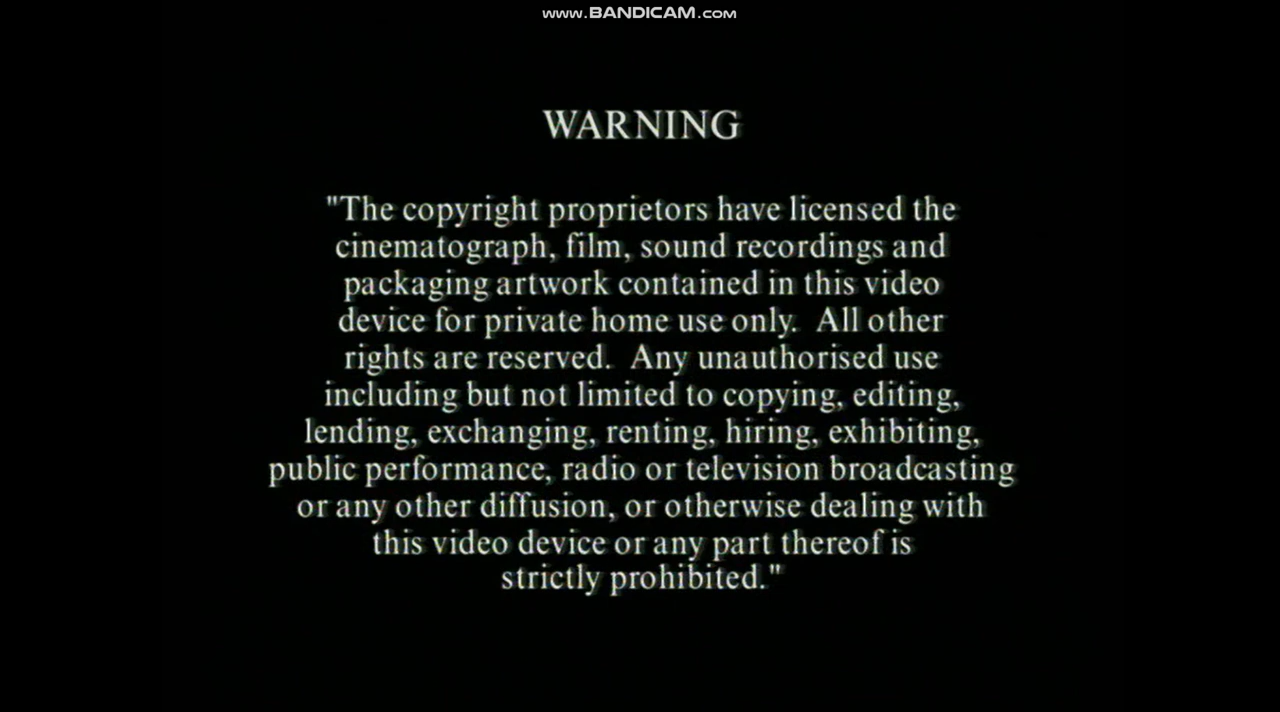 www.BANDICAM.com
WARNING
"The copyright proprietors have licensed the
cinematograph, film, sound recordings and
packaging artwork contained in this video
device for private home use only.  All other
rights are reserved.  Any unauthorised use
including but not limited to copying, editing,
lending, exchanging, renting, hiring, exhibiting,
public performance, radio or television broadcasting
or any other diffusion, or otherwise dealing with
this video device or any part thereof is
strictly prohibited."